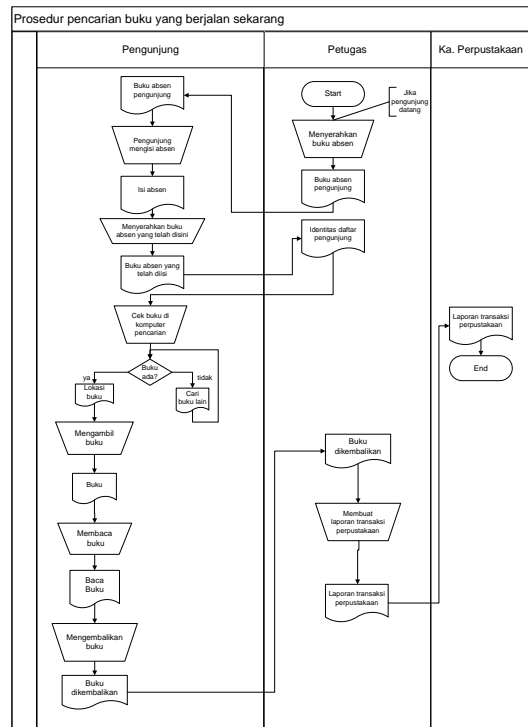 Prosedur pencarian buku yang berjalan sekarang
Pengunjung
Petugas
Ka. Perpustakaan
Start
Jika
pengunjung
datang
Menyerahkan
buku absen
Buku absen
pengunjung
Buku absen
pengunjung
Pengunjung
mengisi absen
Isi absen
Menyerahkan buku
absen yang telah disini
Buku absen yang
telah diisi
Identitas daftar
pengunjung
Cek buku di
komputer
pencarian
Buku
ada?
ya
tidak
Lokasi
buku
Cari
buku lain
Mengambil
buku
Buku
Membaca
buku
Baca
Buku
Mengembalikan
buku
Buku
dikembalikan
Buku
dikembalikan
Membuat
laporan transaksi
perpustakaan
Laporan transaksi
perpustakaan
Laporan transaksi
perpustakaan
End